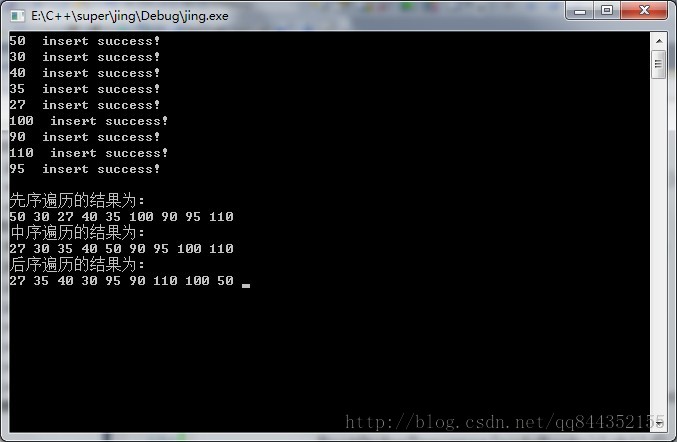 E:\C++\super\jing\Debug\jing.exe
50  insert success!
30  insert success!
40  insert success!
35  insert success!
27  insert success!
100  insert success!
90  insert success!
110  insert success!
95  insert success!
先序遍历的结果为:
50 30 27 40 35 100 90 95 110
中序遍历的结果为:
27 30 35 40 50 90 95 100 110
后序遍历的结果为:
27 35 40 30 95 90 110 100 50
http://blog.csdn.net/qq844352155